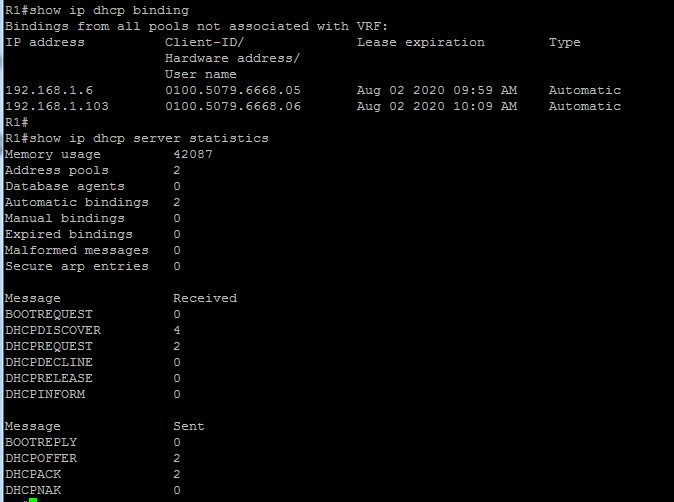 R1#show ip dhcp binding
Bindings from all pools not associated with VRF:
IP address          Client-ID/              Lease expiration        Type
                    Hardware address/
                    User name
192.168.1.6         0100.5079.6668.05       Aug 02 2020 09:59 AM    Automatic
192.168.1.103       0100.5079.6668.06       Aug 02 2020 10:09 AM    Automatic
R1#
R1#show ip dhcp server statistics
Memory usage         42087
Address pools        2
Database agents      0
Automatic bindings   2
Manual bindings      0
Expired bindings     0
Malformed messages   0
Secure arp entries   0

Message              Received
BOOTREQUEST          0
DHCPDISCOVER         4
DHCPREQUEST          2
DHCPDECLINE          0
DHCPRELEASE          0
DHCPINFORM           0

Message              Sent
BOOTREPLY            0
DHCPOFFER            2
DHCPACK              2
DHCPNAK              0